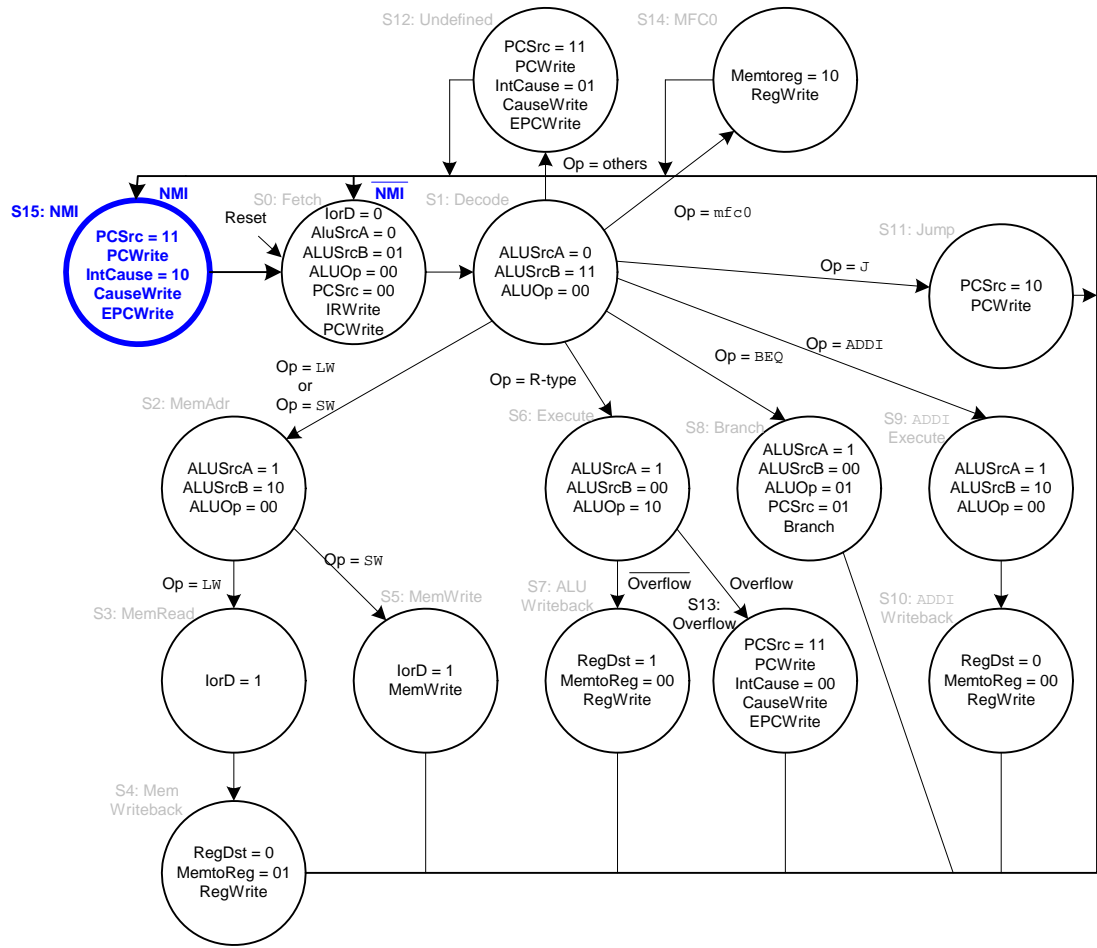 S12: Undefined
PCSrc = 11
PCWrite
IntCause = 01
CauseWrite
EPCWrite
S14: MFC0
Memtoreg = 10
RegWrite
Op = others
Op = mfc0
S15: NMI
NMI
PCSrc = 11
PCWrite
IntCause = 10
CauseWrite
EPCWrite
Reset
S0: Fetch
NMI
IorD = 0
AluSrcA = 0
ALUSrcB = 01
ALUOp = 00
PCSrc = 00
IRWrite
PCWrite
S1: Decode
ALUSrcA = 0
ALUSrcB = 11
ALUOp = 00
S11: Jump
Op = J
PCSrc = 10
PCWrite
Op = LW
or
Op = SW
Op = R-type
Op = BEQ
Op = ADDI
S2: MemAdr
ALUSrcA = 1
ALUSrcB = 10
ALUOp = 00
S6: Execute
ALUSrcA = 1
ALUSrcB = 00
ALUOp = 10
S8: Branch
ALUSrcA = 1
ALUSrcB = 00
ALUOp = 01
PCSrc = 01
Branch
S9: ADDI
Execute
ALUSrcA = 1
ALUSrcB = 10
ALUOp = 00
Op = LW
Op = SW
Overflow
Overflow
S3: MemRead
IorD = 1
S5: MemWrite
IorD = 1
MemWrite
S7: ALU
Writeback
RegDst = 1
MemtoReg = 00
RegWrite
S13:
Overflow
PCSrc = 11
PCWrite
IntCause = 00
CauseWrite
EPCWrite
S10: ADDI
Writeback
RegDst = 0
MemtoReg = 00
RegWrite
S4: Mem
Writeback
RegDst = 0
MemtoReg = 01
RegWrite